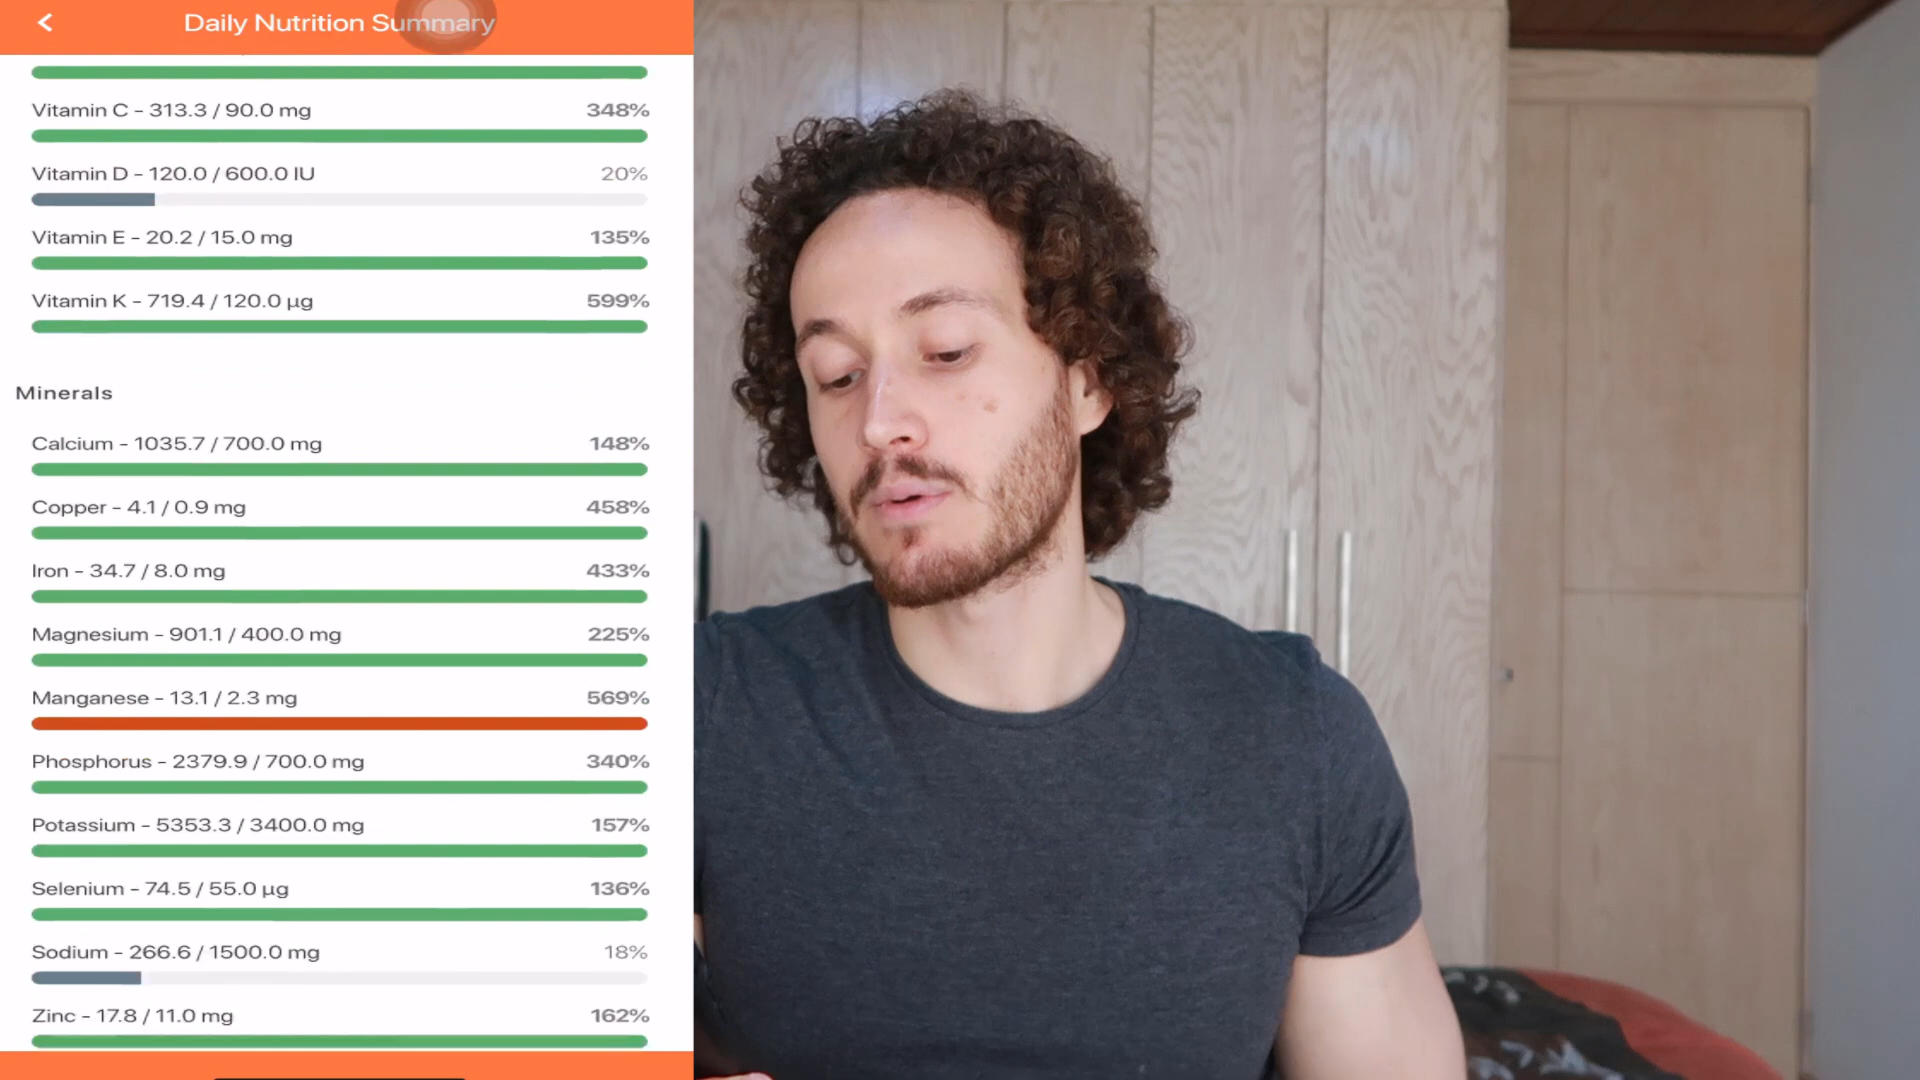 Daily Nutrition Summary
Vitamin C - 313.3 / 90.0 mg 348%
Vitamin D - 120.0 / 600.0 IU 20%
Vitamin E - 20.2 / 15.0 mg 135%
Vitamin K - 719.4 / 120.0 µg 599%
Minerals
Calcium - 1035.7 / 700.0 mg 148%
Copper - 4.1 / 0.9 mg 458%
Iron - 34.7 / 8.0 mg 433%
Magnesium - 901.1 / 400.0 mg 225%
Manganese - 13.1 / 2.3 mg 569%
Phosphorus - 2379.9 / 700.0 mg 340%
Potassium - 5353.3 / 3400.0 mg 157%
Selenium - 74.5 / 55.0 µg 136%
Sodium - 266.6 / 1500.0 mg 18%
Zinc - 17.8 / 11.0 mg 162%